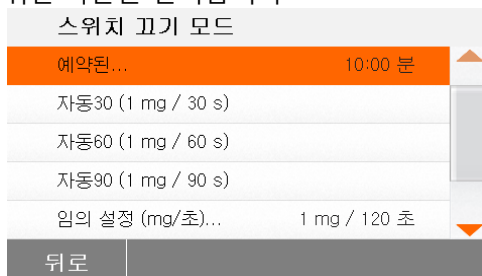 스위치 끄기 모드
예약된... 10:00 분
자동30 (1 mg / 30 s)
자동60 (1 mg / 60 s)
자동90 (1 mg / 90 s)
임의 설정 (mg/초)... 1 mg / 120 초
뒤로